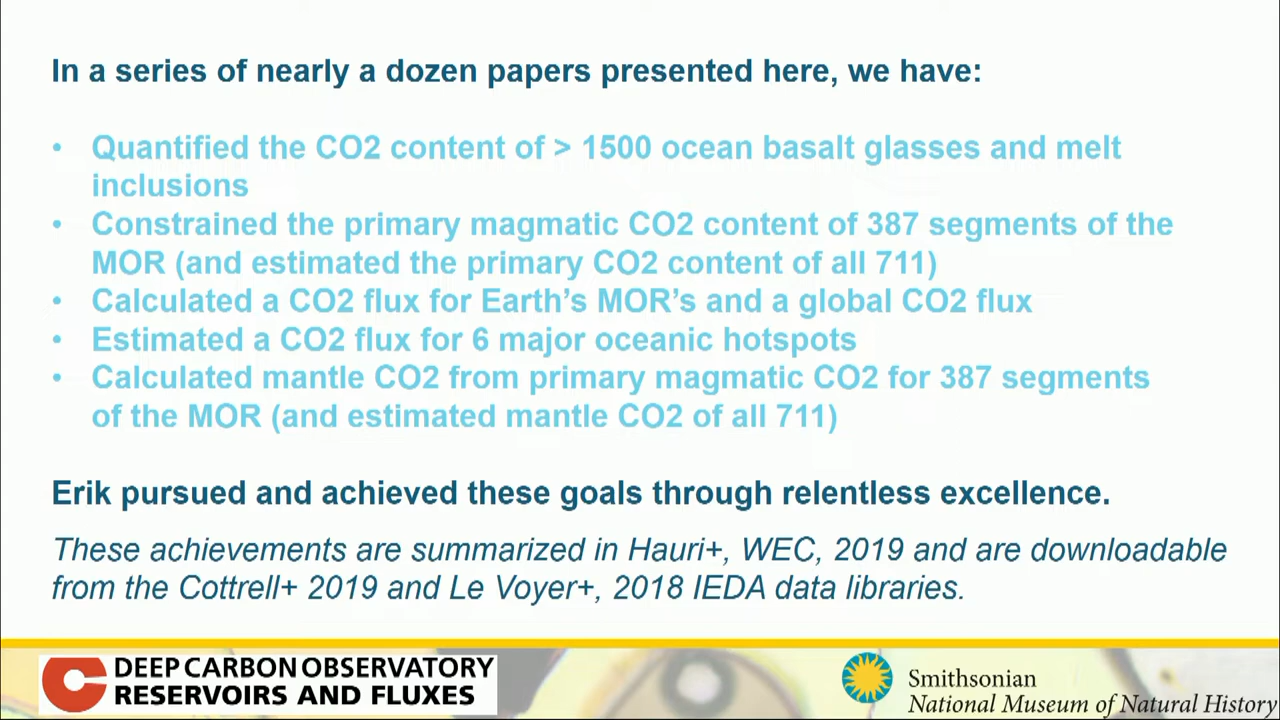 In a series of nearly a dozen papers presented here, we have:
• Quantified the CO2 content of > 1500 ocean basalt glasses and melt
inclusions
• Constrained the primary magmatic CO2 content of 387 segments of the
MOR (and estimated the primary CO2 content of all 711)
• Calculated a CO2 flux for Earth’s MOR’s and a global CO2 flux
• Estimated a CO2 flux for 6 major oceanic hotspots
• Calculated mantle CO2 from primary magmatic CO2 for 387 segments
of the MOR (and estimated mantle CO2 of all 711)
Erik pursued and achieved these goals through relentless excellence.
These achievements are summarized in Hauri+, WEC, 2019 and are downloadable
from the Cottrell+ 2019 and Le Voyer+, 2018 IEDA data libraries.
DEEP CARBON OBSERVATORY
RESERVOIRS AND FLUXES
Smithsonian
National Museum of Natural History